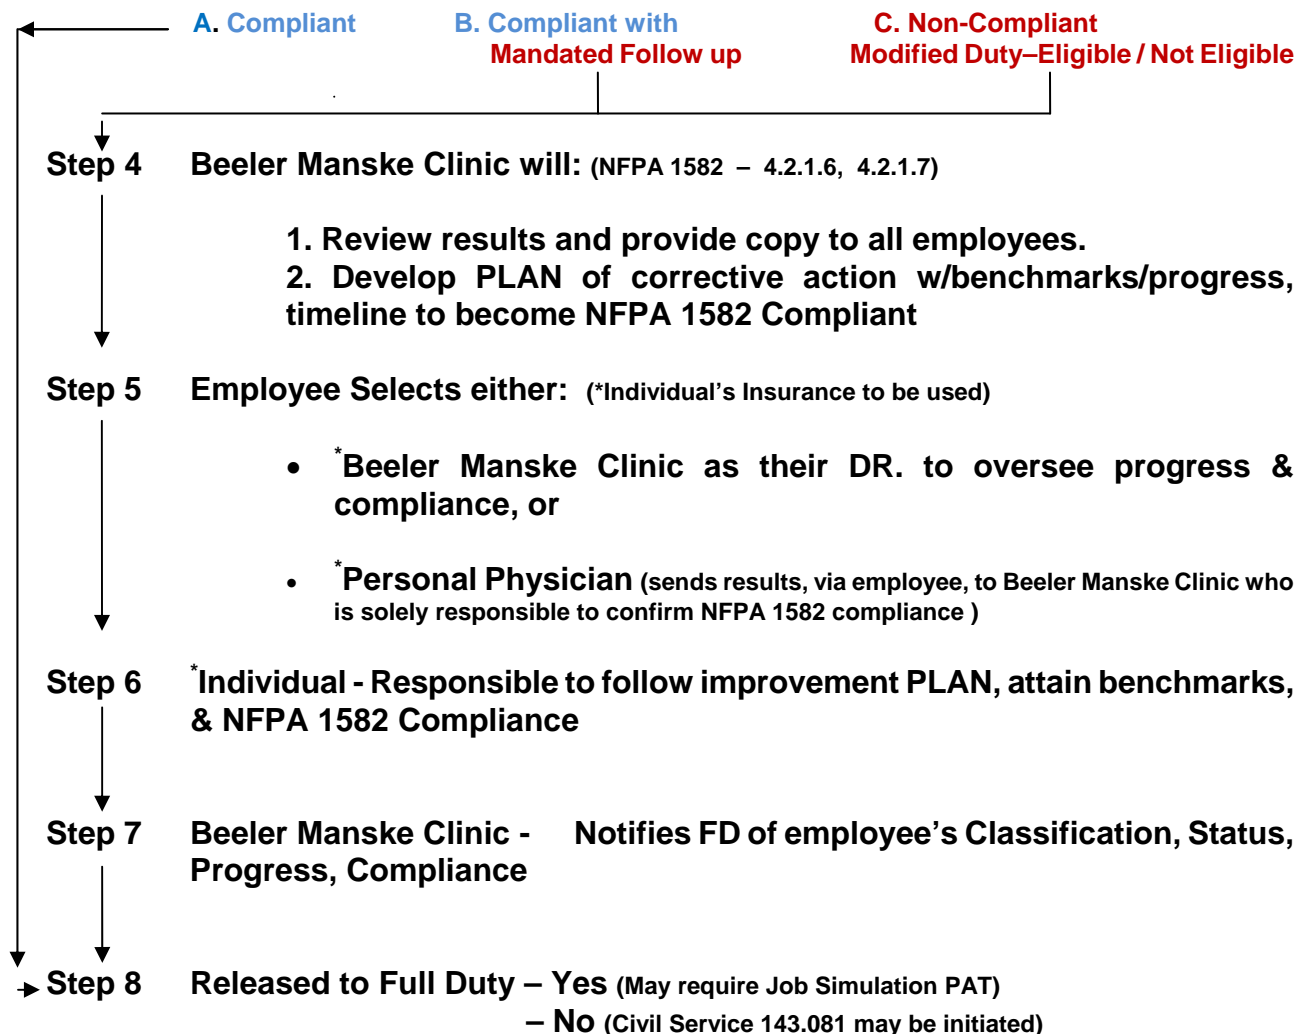 A. Compliant B. Compliant with C. Non-Compliant
Mandated Follow up Modified Duty–Eligible / Not Eligible
Step 4 Beeler Manske Clinic will: (NFPA 1582 – 4.2.1.6, 4.2.1.7)
1. Review results and provide copy to all employees.
2. Develop PLAN of corrective action w/benchmarks/progress,
timeline to become NFPA 1582 Compliant
Step 5 Employee Selects either: (*Individual's Insurance to be used)
• *Beeler Manske Clinic as their DR. to oversee progress &
compliance, or
• *Personal Physician (sends results, via employee, to Beeler Manske Clinic who
is solely responsible to confirm NFPA 1582 compliance )
Step 6 *Individual - Responsible to follow improvement PLAN, attain benchmarks,
& NFPA 1582 Compliance
Step 7 Beeler Manske Clinic - Notifies FD of employee's Classification, Status,
Progress, Compliance
Step 8 Released to Full Duty – Yes (May require Job Simulation PAT)
– No (Civil Service 143.081 may be initiated)